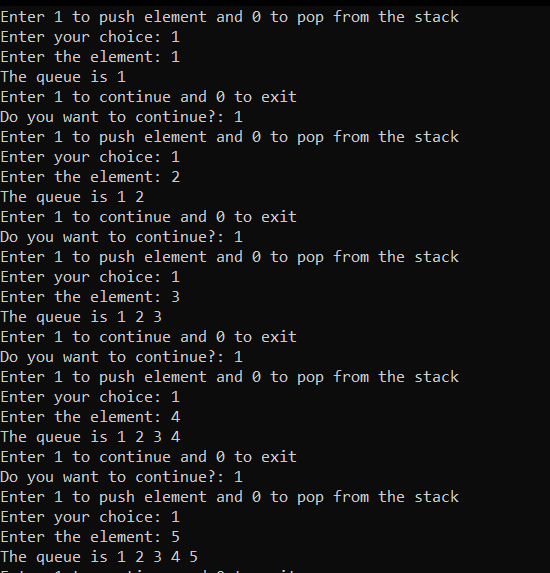 Enter 1 to push element and 0 to pop from the stack
Enter your choice: 1
Enter the element: 1
The queue is 1
Enter 1 to continue and 0 to exit
Do you want to continue?: 1
Enter 1 to push element and 0 to pop from the stack
Enter your choice: 1
Enter the element: 2
The queue is 1 2
Enter 1 to continue and 0 to exit
Do you want to continue?: 1
Enter 1 to push element and 0 to pop from the stack
Enter your choice: 1
Enter the element: 3
The queue is 1 2 3
Enter 1 to continue and 0 to exit
Do you want to continue?: 1
Enter 1 to push element and 0 to pop from the stack
Enter your choice: 1
Enter the element: 4
The queue is 1 2 3 4
Enter 1 to continue and 0 to exit
Do you want to continue?: 1
Enter 1 to push element and 0 to pop from the stack
Enter your choice: 1
Enter the element: 5
The queue is 1 2 3 4 5
Enter 1 to continue and 0 to exit